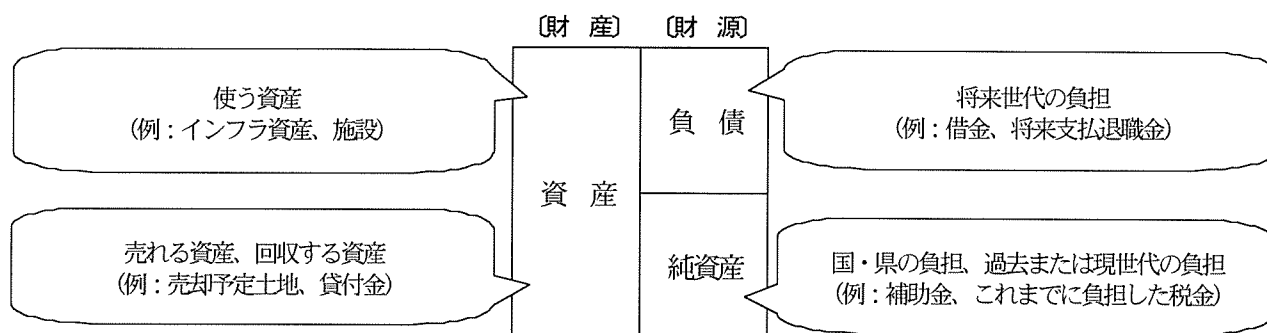 〔財 産〕 〔財 源〕
使う資産
(例：インフラ資産、施設)
売れる資産、回収する資産
(例：売却予定土地、貸付金)
資 産
負 債
純資産
将来世代の負担
(例：借金、将来支払退職金)
国・県の負担、過去または現世代の負担
(例：補助金、これまでに負担した税金)